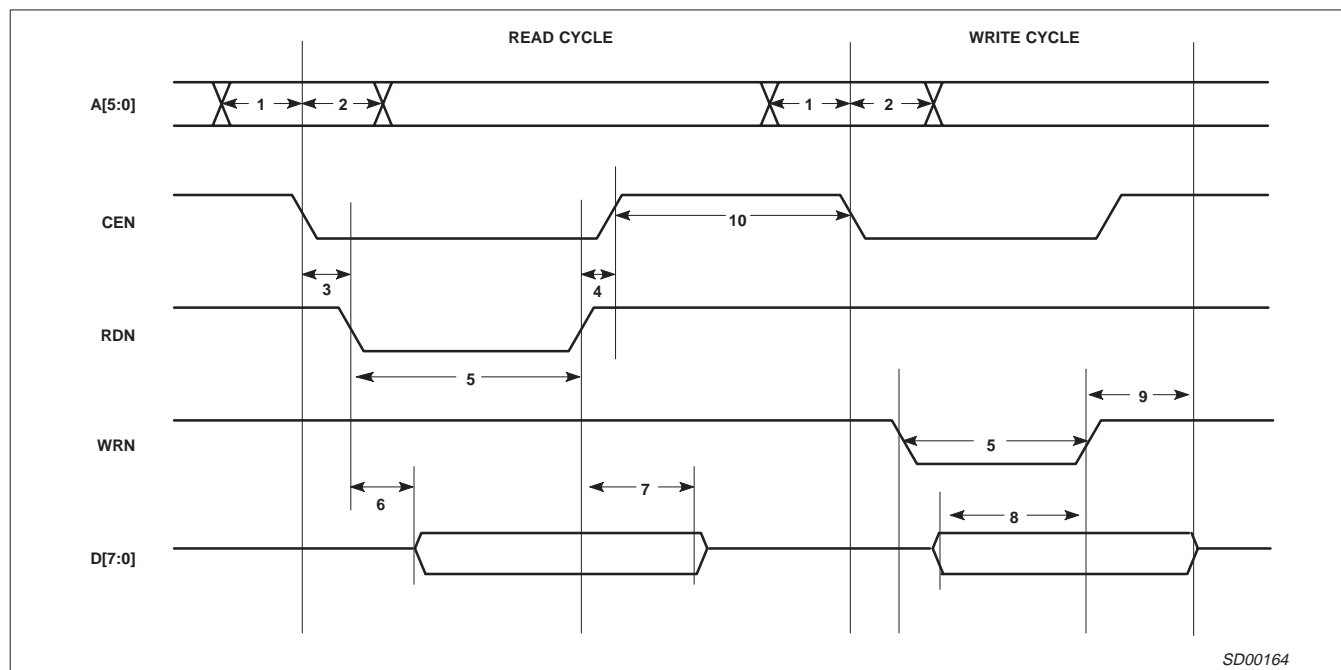 READ CYCLE WRITE CYCLE
A[5:0] 1 2 1 2
CEN 10
3 4
RDN
5
9
WRN 5
6 7
8
D[7:0]
SD00164